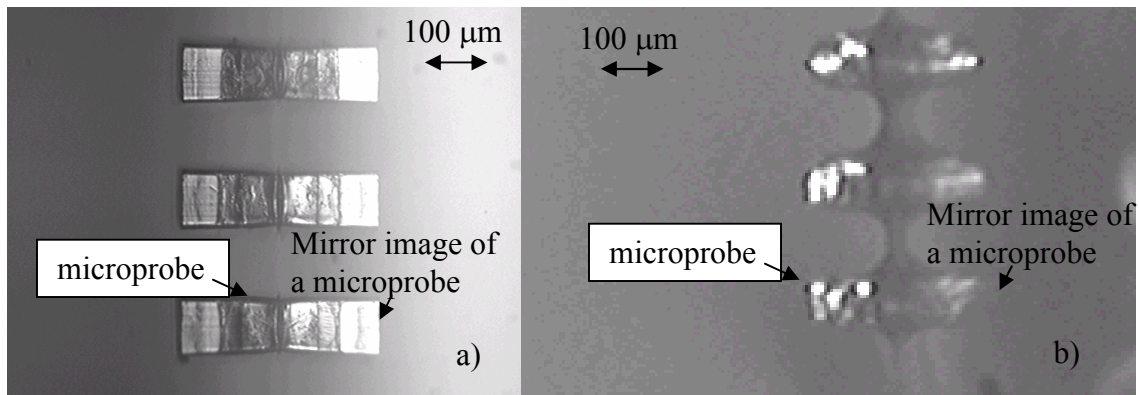 100 μm
microprobe
Mirror image of
a microprobe
a)
100 μm
microprobe
Mirror image of
a microprobe
b)